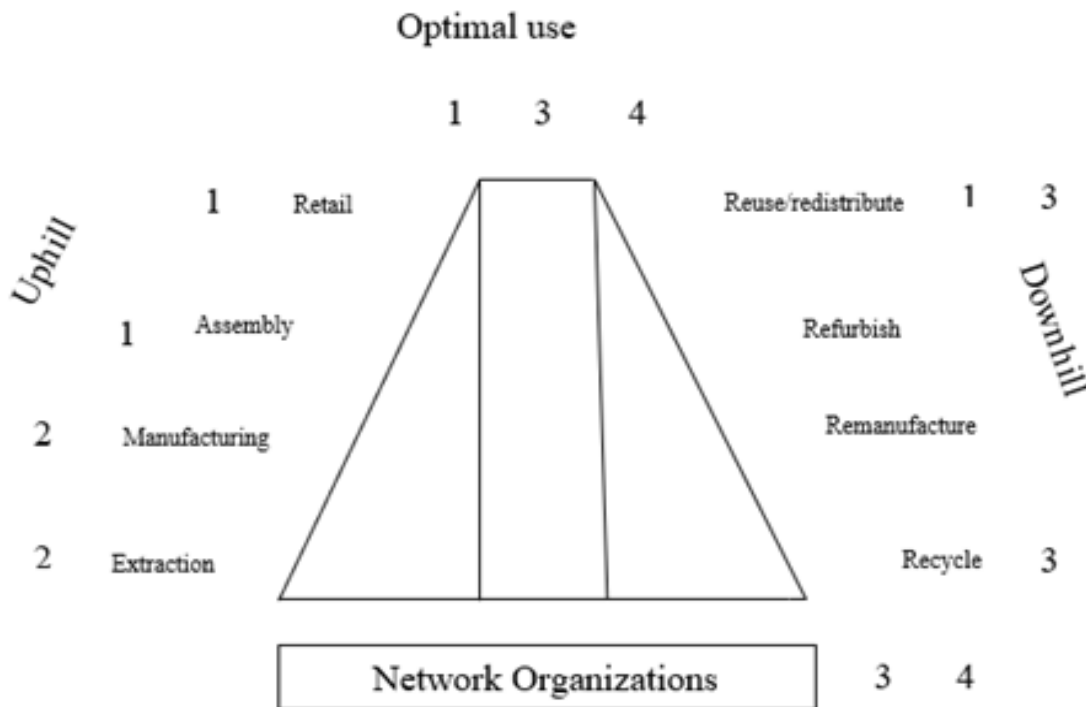 Optimal use
1 3 4
1 Retail
Reuse/redistribute 1 3
Uphill
Downhill
1 Assembly
Refurbish
2 Manufacturing
Remanufacture
2 Extraction
Recycle 3
Network Organizations 3 4